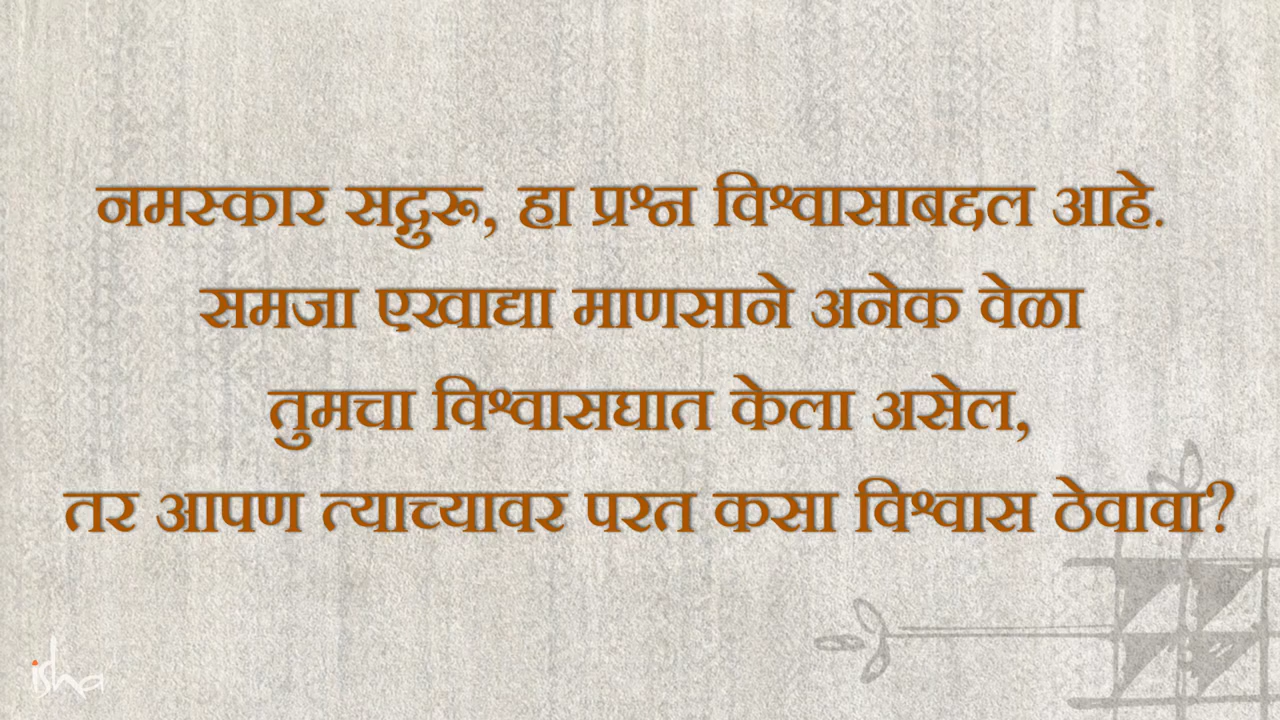 नमस्कार सद्गुरू, हा प्रश्न विश्वासाबद्दल आहे.
समजा एखाद्या माणसाने अनेक वेळा
तुमचा विश्वासघात केला असेल,
तर आपण त्याच्यावर परत कसा विश्वास ठेवावा?
isha